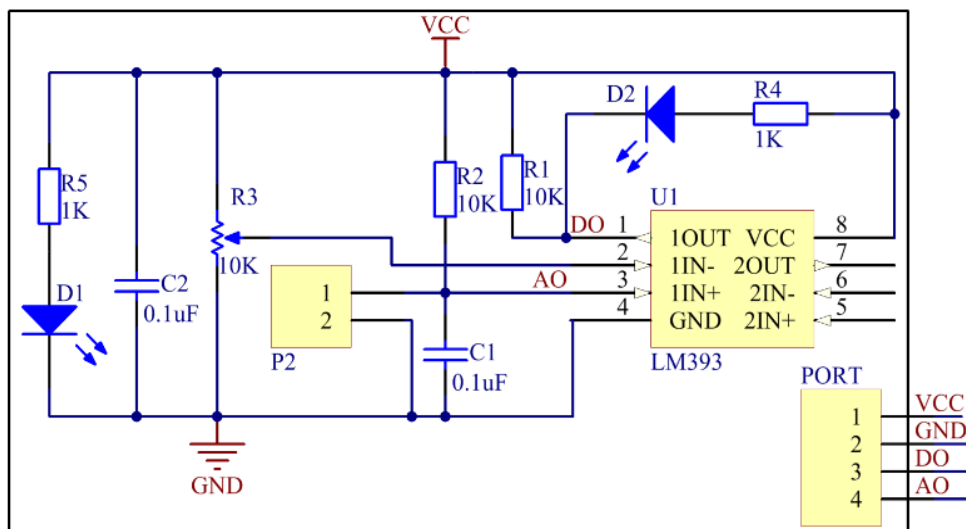 VCC
D2
R4
1K
R5
1K
R3
10K
R2
10K
R1
10K
U1
DO
1
1OUT
VCC
8
2
1IN-
2OUT
7
AO
3
1IN+
2IN-
6
4
GND
2IN+
5
LM393
C2
0.1uF
D1
1
2
P2
C1
0.1uF
GND
PORT
1
VCC
2
GND
3
DO
4
AO